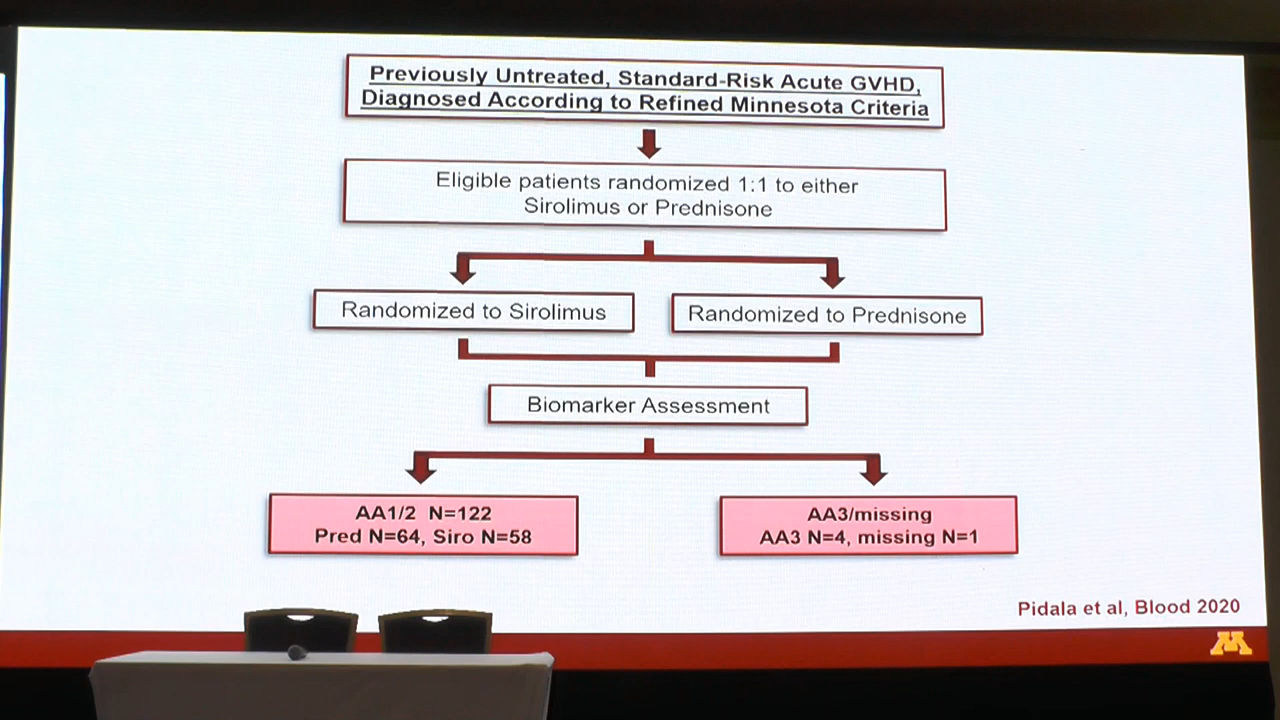 Previously Untreated, Standard-Risk Acute GVHD,
Diagnosed According to Refined Minnesota Criteria
Eligible patients randomized 1:1 to either
Sirolimus or Prednisone
Randomized to Sirolimus
Randomized to Prednisone
Biomarker Assessment
AA1/2 N=122
Pred N=64, Siro N=58
AA3/missing
AA3 N=4, missing N=1
Pidala et al, Blood 2020
M